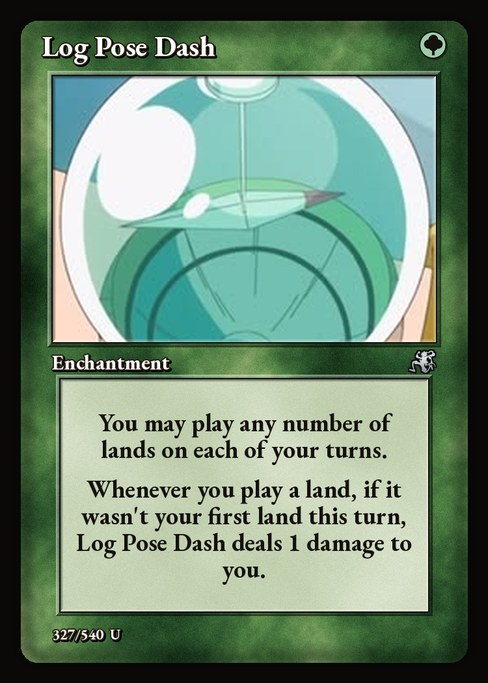 Log Pose Dash
Enchantment
You may play any number of
lands on each of your turns.
Whenever you play a land, if it
wasn't your first land this turn,
Log Pose Dash deals 1 damage to
you.
327/540 U